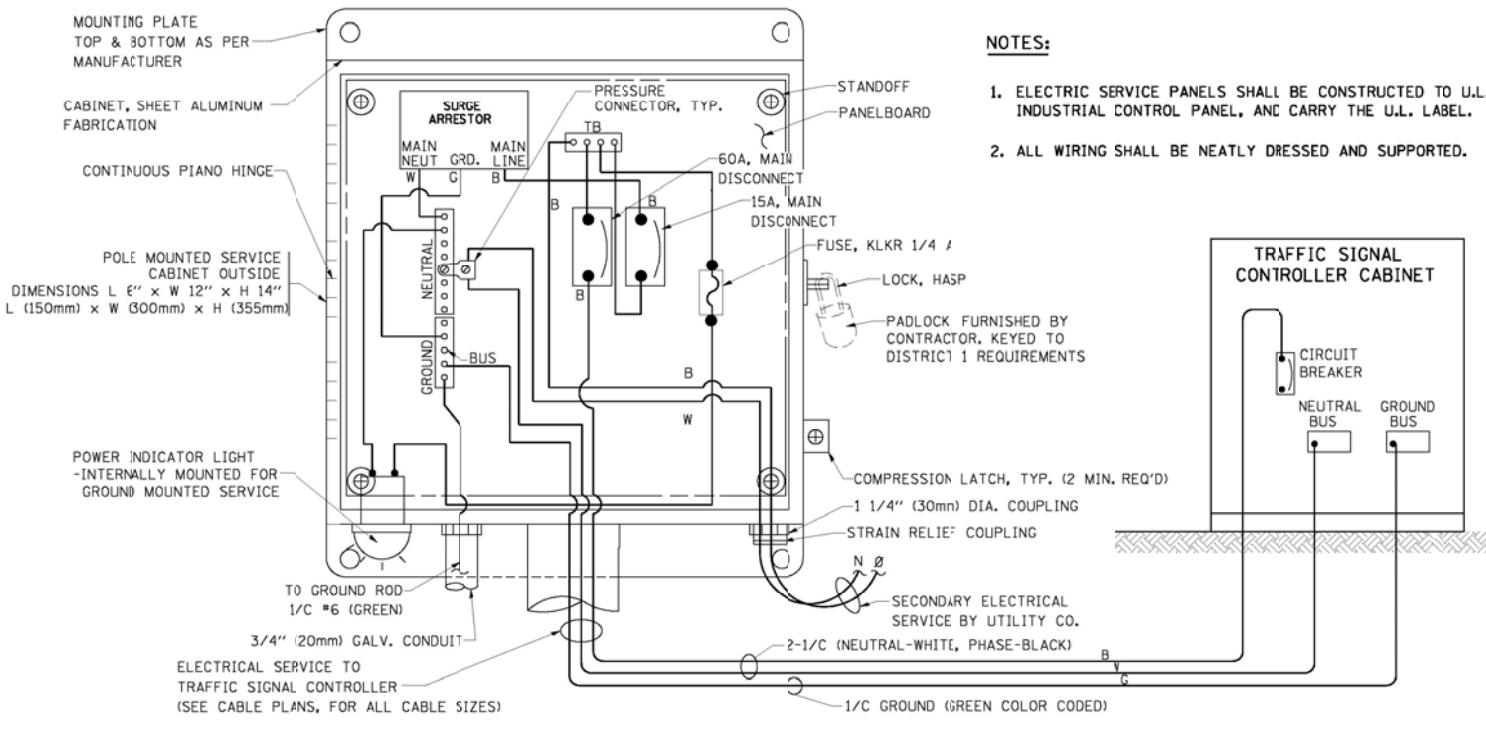 MOUNTING PLATE
TOP & BOTTOM AS PER
MANUFACTURER
CABINET, SHEET ALUMINUM
FABRICATION
CONTINUOUS PIANO HINGE
POLE MOUNTED SERVICE
CABINET OUTSIDE
DIMENSIONS L 6" x W 12" x H 14"
L (150mm) x W (300mm) x H (355mm)
POWER INDICATOR LIGHT
-INTERNALLY MOUNTED FOR
GROUND MOUNTED SERVICE
TO GROUND ROD
1/C #6 (GREEN)
3/4" (20mm) GALV. CONDUIT
ELECTRICAL SERVICE TO
TRAFFIC SIGNAL CONTROLLER
(SEE CABLE PLANS, FOR ALL CABLE SIZES)
SURGE
ARRESTOR
MAIN
NEUT
GRD.
MAIN
LINE
W
G
B
PRESSURE
CONNECTOR, TYP.
TB
60A, MAIN
DISCONNECT
15A, MAIN
DISCONNECT
B
B
B
NEUTRAL
GROUND
BUS
B
W
STANDOFF
PANELBOARD
FUSE, KLKR 1/4 A
LOCK, HASP
PADLOCK FURNISHED BY
CONTRACTOR. KEYED TO
DISTRICT 1 REQUIREMENTS
COMPRESSION LATCH, TYP. (2 MIN. REQ'D)
1 1/4" (30mm) DIA. COUPLING
STRAIN RELIEF COUPLING
N Ø
SECONDARY ELECTRICAL
SERVICE BY UTILITY CO.
2-1/C (NEUTRAL-WHITE, PHASE-BLACK)
B
G
1/C GROUND (GREEN COLOR CODED)
NOTES:
1. ELECTRIC SERVICE PANELS SHALL BE CONSTRUCTED TO U.L.
INDUSTRIAL CONTROL PANEL, AND CARRY THE U.L. LABEL.
2. ALL WIRING SHALL BE NEATLY DRESSED AND SUPPORTED.
TRAFFIC SIGNAL
CONTROLLER CABINET
CIRCUIT
BREAKER
NEUTRAL
BUS
GROUND
BUS